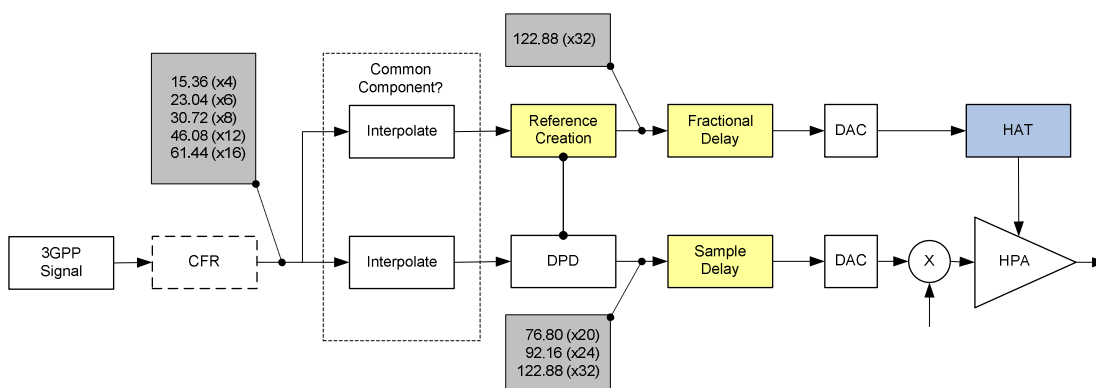 122.88 (x32)
15.36 (x4)
23.04 (x6)
30.72 (x8)
46.08 (x12)
61.44 (x16)
Common
Component?
Interpolate
Reference
Creation
Fractional
Delay
DAC
HAT
3GPP
Signal
CFR
Interpolate
DPD
Sample
Delay
DAC
X
HPA
76.80 (x20)
92.16 (x24)
122.88 (x32)